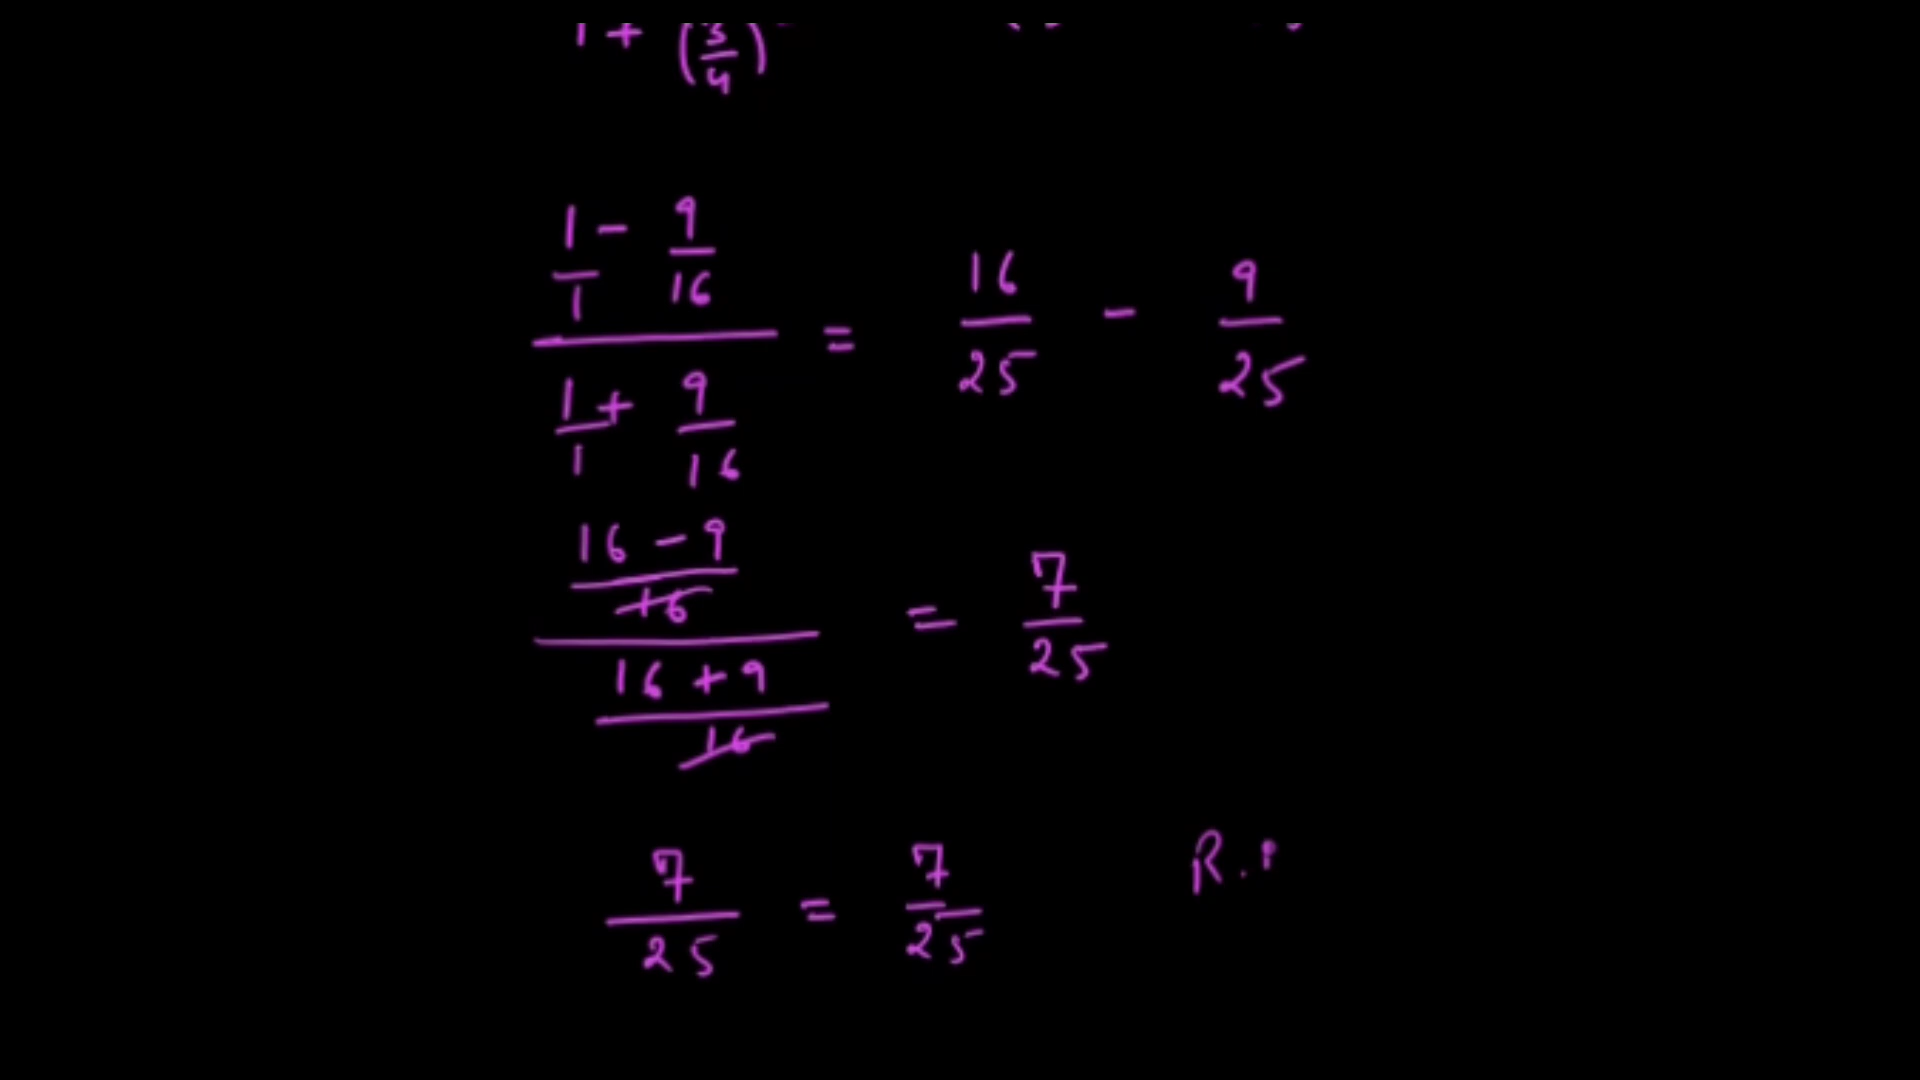 1 + (3/4)
(1/1 - 9/16) / (1/1 + 9/16) = 16/25 - 9/25
((16 - 9)/16) / ((16 + 9)/16) = 7/25
7/25 = 7/25 R.